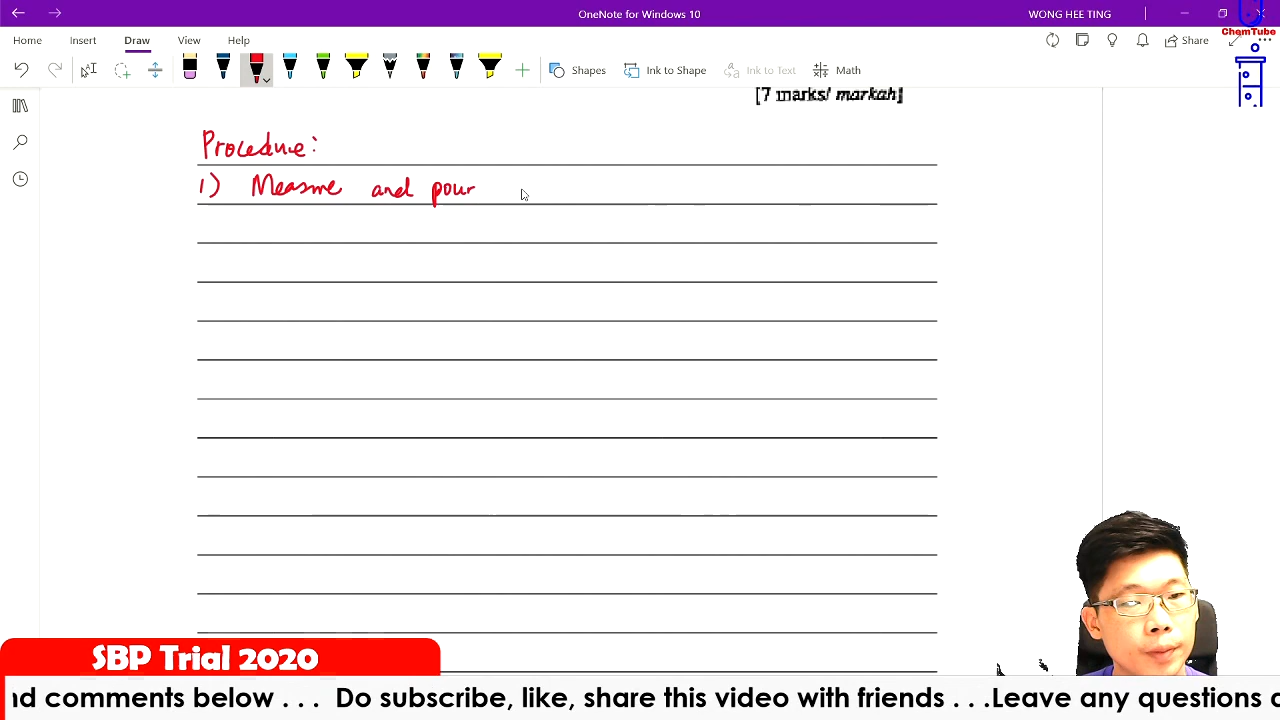 OneNote for Windows 10
WONG HEE TING
ChemTube
Home Insert Draw View Help
Share
Shapes Ink to Shape Ink to Text Math
[7 marks/ markah]
Procedure:
1) Measure and pour
SBP Trial 2020
nd comments below . . . Do subscribe, like, share this video with friends . . .Leave any questions